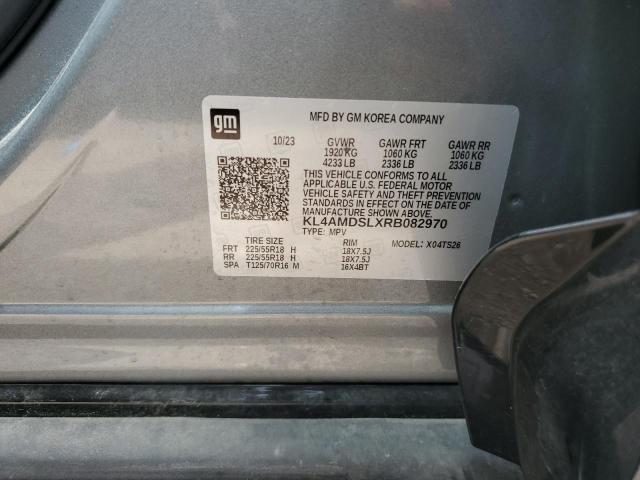 gm
MFD BY GM KOREA COMPANY
10/23 GVWR GAWR FRT GAWR RR
1920 KG 1060 KG 1060 KG
4233 LB 2336 LB 2336 LB
THIS VEHICLE CONFORMS TO ALL
APPLICABLE U.S. FEDERAL MOTOR
VEHICLE SAFETY AND THEFT PREVENTION
STANDARDS IN EFFECT ON THE DATE OF
MANUFACTURE SHOWN ABOVE.
KL4AMDSLXRB082970
TYPE: MPV
TIRE SIZE RIM MODEL: X04TS26
FRT 225/55R18 H 18X7.5J
RR 225/55R18 H 18X7.5J
SPA T125/70R16 M 16X4BT